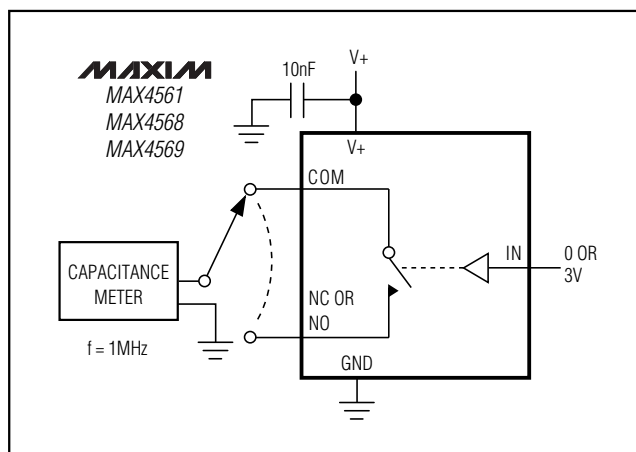 MAXIM
MAX4561
MAX4568
MAX4569
10nF
V+
V+
COM
IN
0 OR
3V
CAPACITANCE
METER
NC OR
NO
f = 1MHz
GND